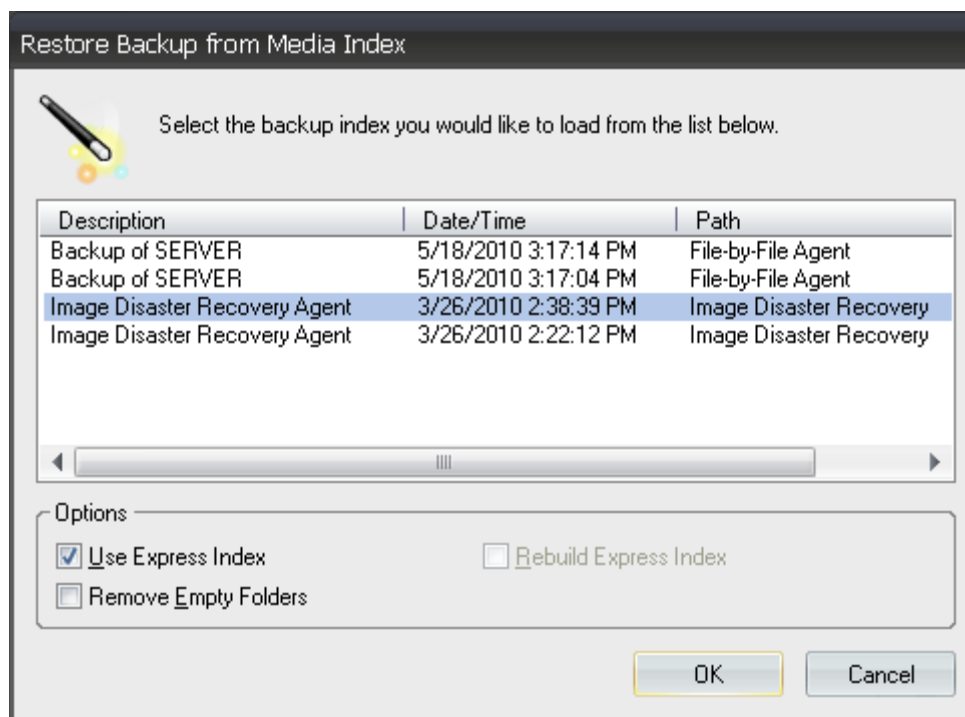 Restore Backup from Media Index
Select the backup index you would like to load from the list below.
Description Date/Time Path
Backup of SERVER 5/18/2010 3:17:14 PM File-by-File Agent
Backup of SERVER 5/18/2010 3:17:04 PM File-by-File Agent
Image Disaster Recovery Agent 3/26/2010 2:38:39 PM Image Disaster Recovery
Image Disaster Recovery Agent 3/26/2010 2:22:12 PM Image Disaster Recovery
Options
Use Express Index Rebuild Express Index
Remove Empty Folders
OK Cancel